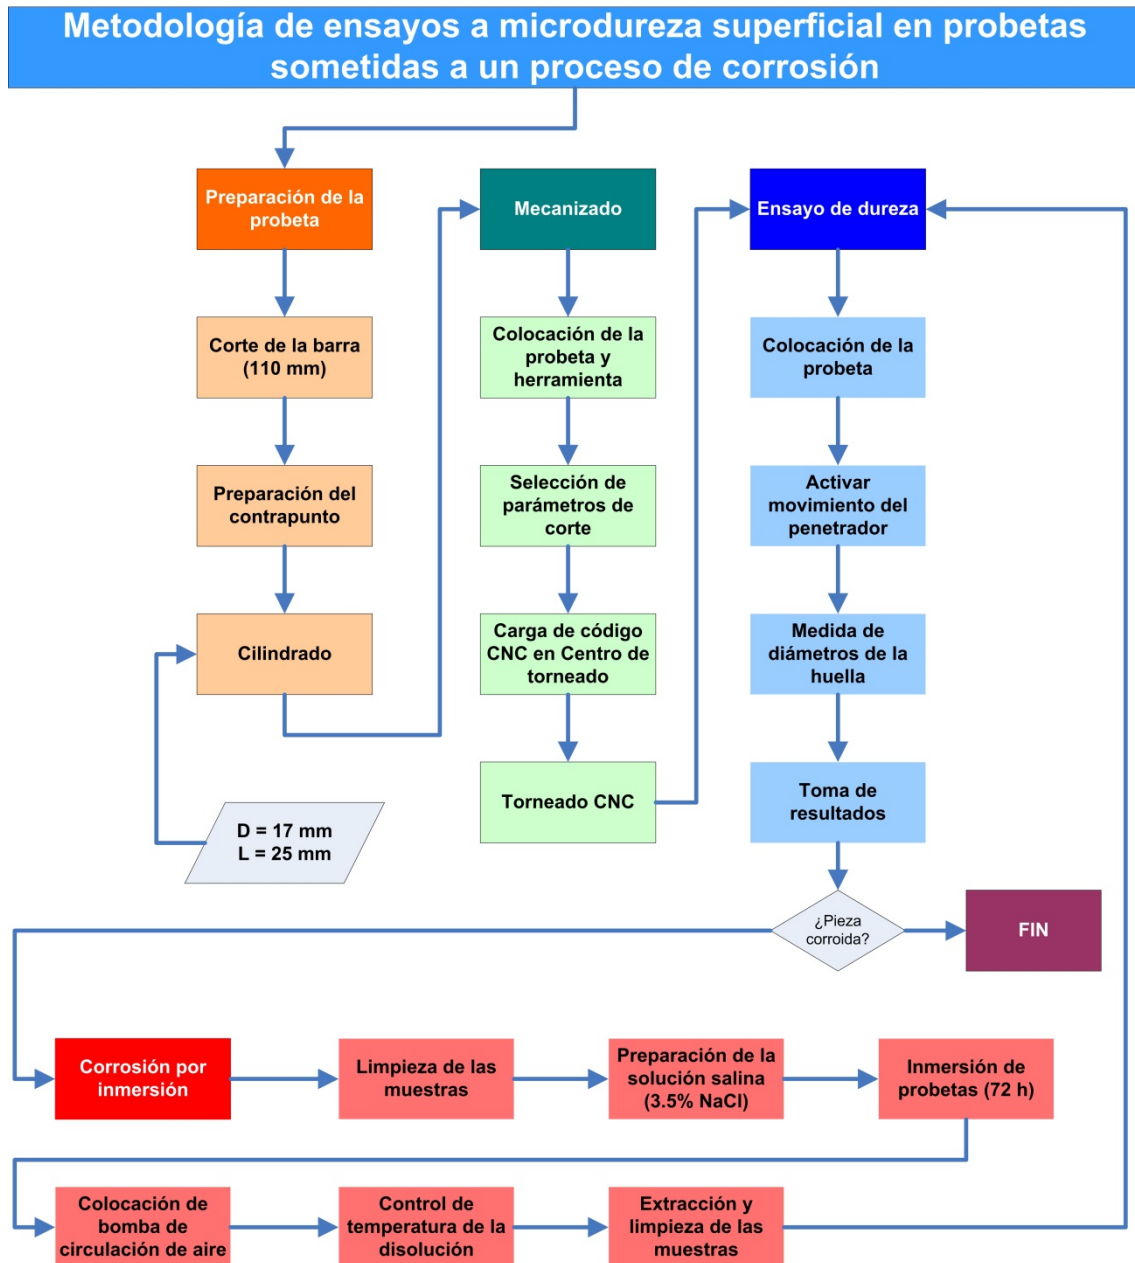 Metodología de ensayos a microdureza superficial en probetas
sometidas a un proceso de corrosión
Preparación de la
probeta
Corte de la barra
(110 mm)
Preparación del
contrapunto
Cilindrado
D = 17 mm
L = 25 mm
Mecanizado
Colocación de la
probeta y
herramienta
Selección de
parámetros de
corte
Carga de código
CNC en Centro de
torneado
Torneado CNC
Ensayo de dureza
Colocación de la
probeta
Activar
movimiento del
penetrador
Medida de
diámetros de la
huella
Toma de
resultados
¿Pieza
corroida?
FIN
Corrosión por
inmersión
Limpieza de las
muestras
Preparación de la
solución salina
(3.5% NaCl)
Inmersión de
probetas (72 h)
Colocación de
bomba de
circulación de aire
Control de
temperatura de la
disolución
Extracción y
limpieza de las
muestras